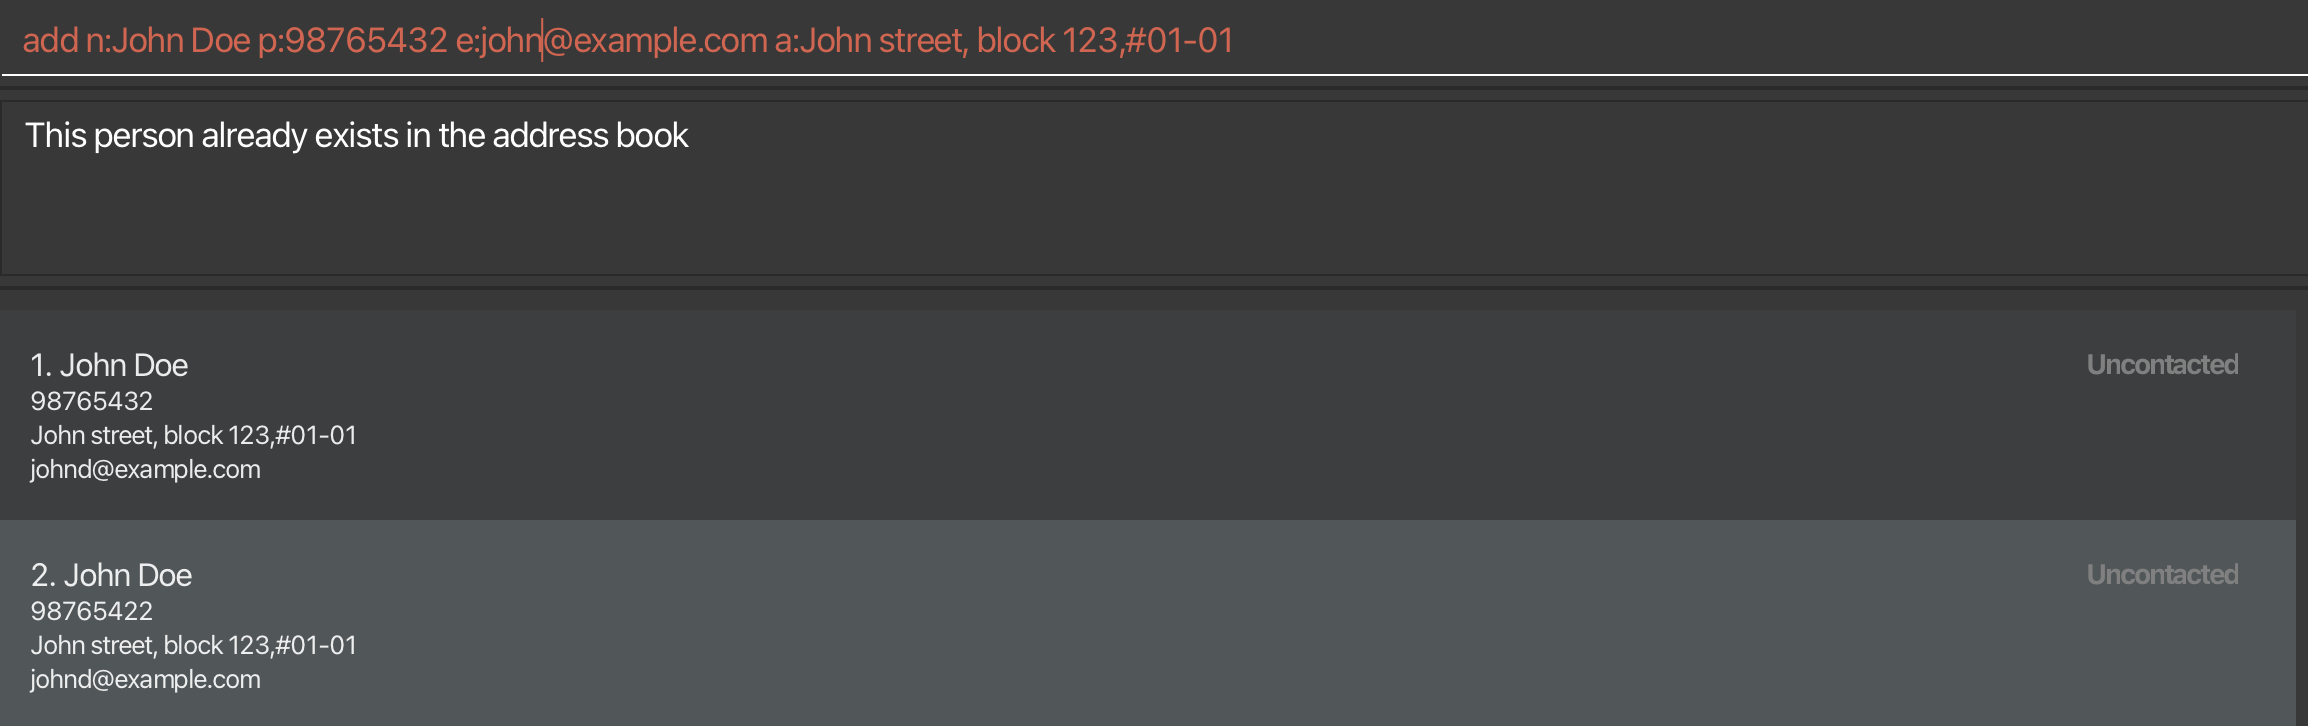 add n:John Doe p:98765432 e:john@example.com a:John street, block 123,#01-01
This person already exists in the address book
1. John Doe
Uncontacted
98765432
John street, block 123,#01-01
johnd@example.com
2. John Doe
Uncontacted
98765422
John street, block 123,#01-01
johnd@example.com